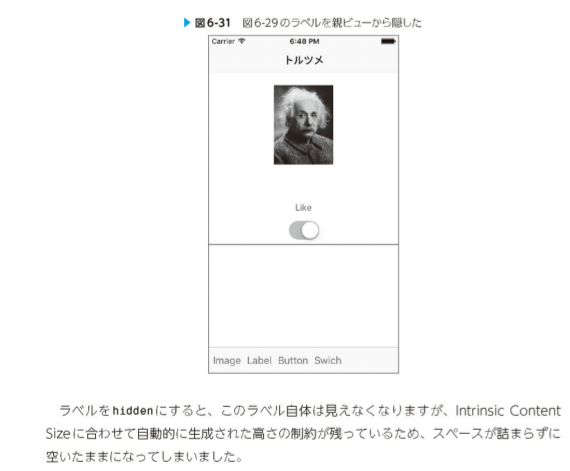 ▶ 図6-31 図6-29のラベルを親ビューから隠した
Carrier 6:48 PM
トルツメ
Like
Image Label Button Swich
ラベルをhiddenにすると、このラベル自体は見えなくなりますが、Intrinsic Content
Sizeに合わせて自動的に生成された高さの制約が残っているため、スペースが詰まらずに
空いたままになってしまいました。